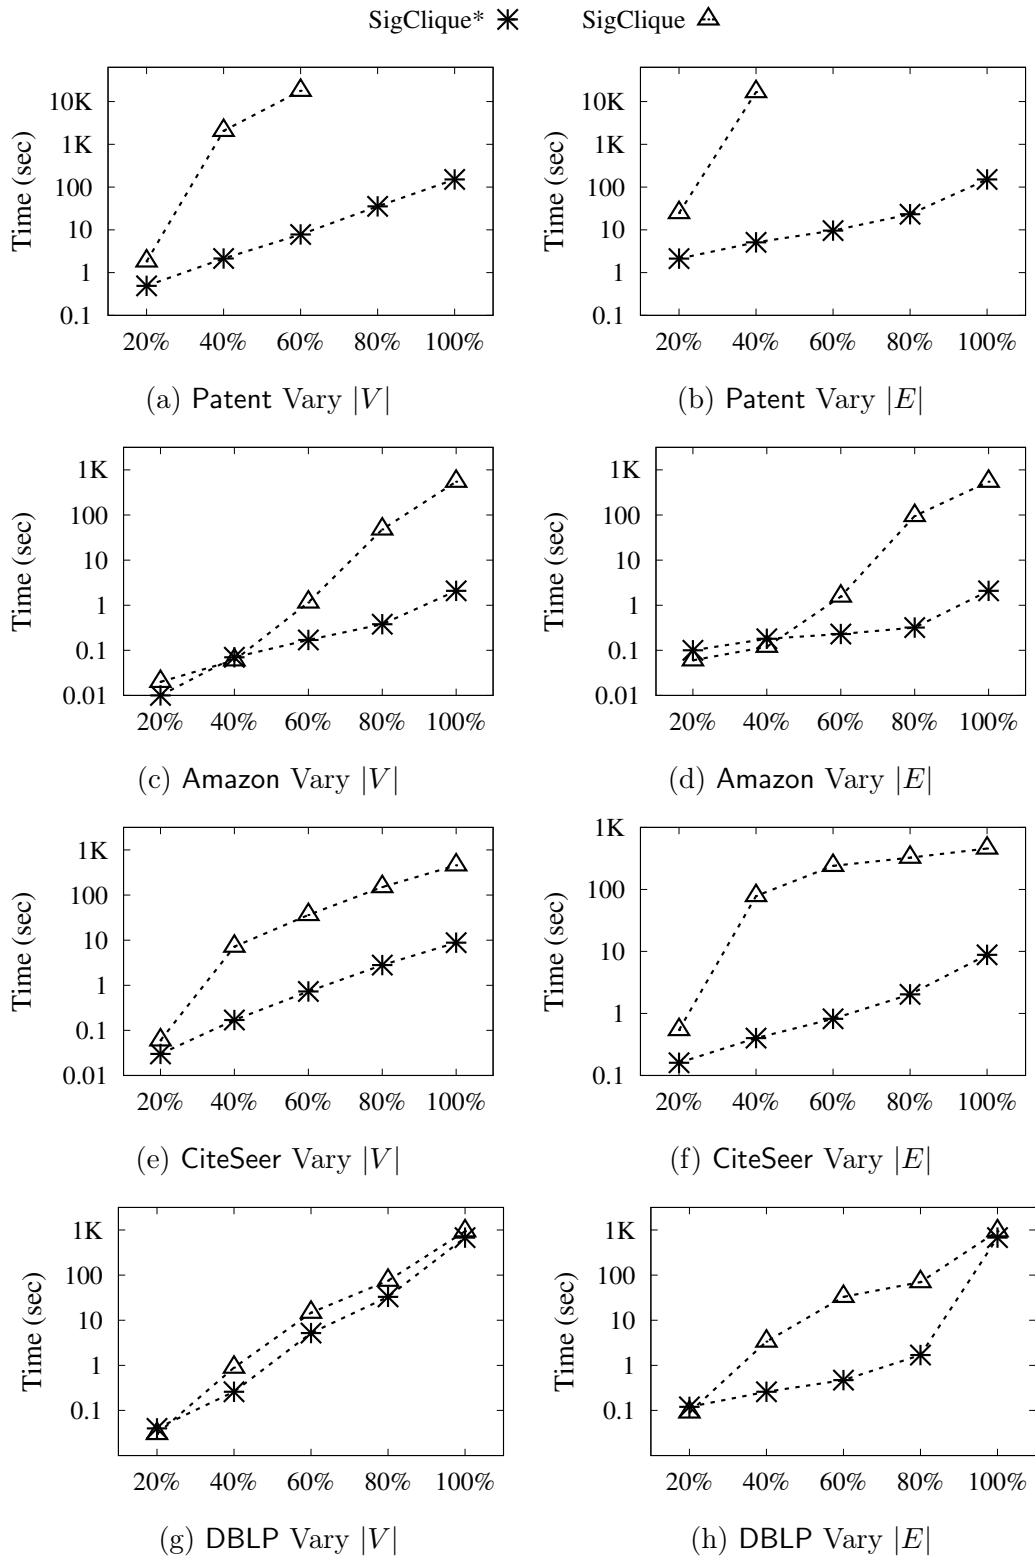 SigClique* SigClique
10K 10K
1K 1K
100 100
10 10
1 1
0.1 0.1
Time (sec) Time (sec)
20% 40% 60% 80% 100% 20% 40% 60% 80% 100%
(a) Patent Vary |V| (b) Patent Vary |E|
1K 1K
100 100
10 10
1 1
0.1 0.1
0.01 0.01
Time (sec) Time (sec)
20% 40% 60% 80% 100% 20% 40% 60% 80% 100%
(c) Amazon Vary |V| (d) Amazon Vary |E|
1K 1K
100 100
10 10
1 1
0.1 0.1
0.01
Time (sec) Time (sec)
20% 40% 60% 80% 100% 20% 40% 60% 80% 100%
(e) CiteSeer Vary |V| (f) CiteSeer Vary |E|
1K 1K
100 100
10 10
1 1
0.1 0.1
Time (sec) Time (sec)
20% 40% 60% 80% 100% 20% 40% 60% 80% 100%
(g) DBLP Vary |V| (h) DBLP Vary |E|